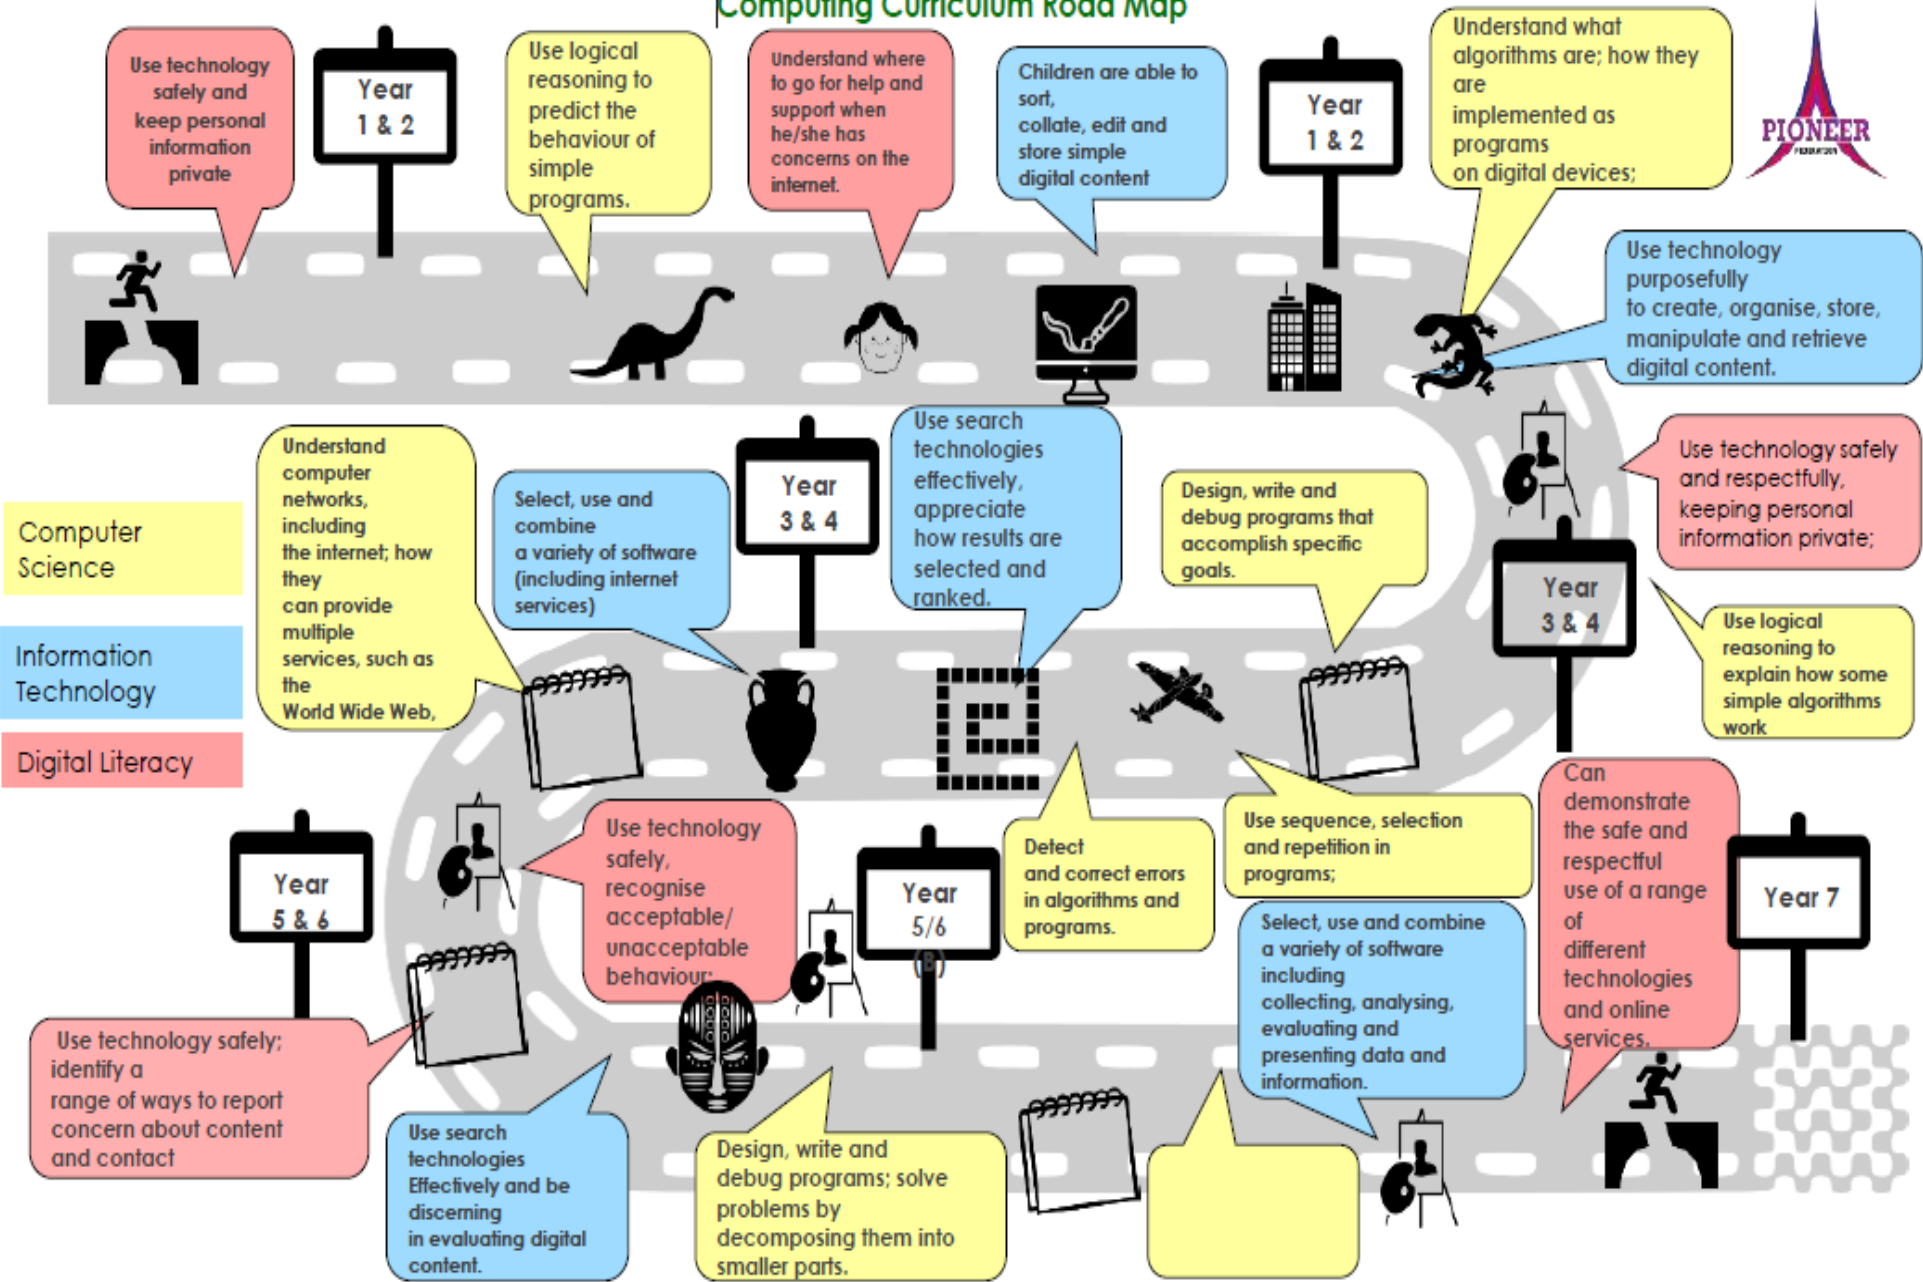 Computing Curriculum Road Map
Use technology
safely and
keep personal
information
private
Year
1 & 2
Use logical
reasoning to
predict the
behaviour of
simple
programs.
Understand where
to go for help and
support when
he/she has
concerns on the
internet.
Children are able to
sort,
collate, edit and
store simple
digital content
Year
1 & 2
Understand what
algorithms are; how they
are
implemented as
programs
on digital devices;
PIONEER
FEDERATION
Use technology
purposefully
to create, organise, store,
manipulate and retrieve
digital content.
Use technology safely
and respectfully,
keeping personal
information private;
Year
3 & 4
Use logical
reasoning to
explain how some
simple algorithms
work
Design, write and
debug programs that
accomplish specific
goals.
Use search
technologies
effectively,
appreciate
how results are
selected and
ranked.
Year
3 & 4
Select, use and
combine
a variety of software
(including internet
services)
Understand
computer
networks,
including
the internet; how
they
can provide
multiple
services, such as
the
World Wide Web,
Computer
Science
Information
Technology
Digital Literacy
Use sequence, selection
and repetition in
programs;
Detect
and correct errors
in algorithms and
programs.
Year
5 & 6
Use technology
safely,
recognise
acceptable/
unacceptable
behaviour;
Year
5/6
(B)
Use technology safely;
identify a
range of ways to report
concern about content
and contact
Use search
technologies
Effectively and be
discerning
in evaluating digital
content.
Design, write and
debug programs; solve
problems by
decomposing them into
smaller parts.
Select, use and combine
a variety of software
including
collecting, analysing,
evaluating and
presenting data and
information.
Can
demonstrate
the safe and
respectful
use of a range
of
different
technologies
and online
services.
Year 7